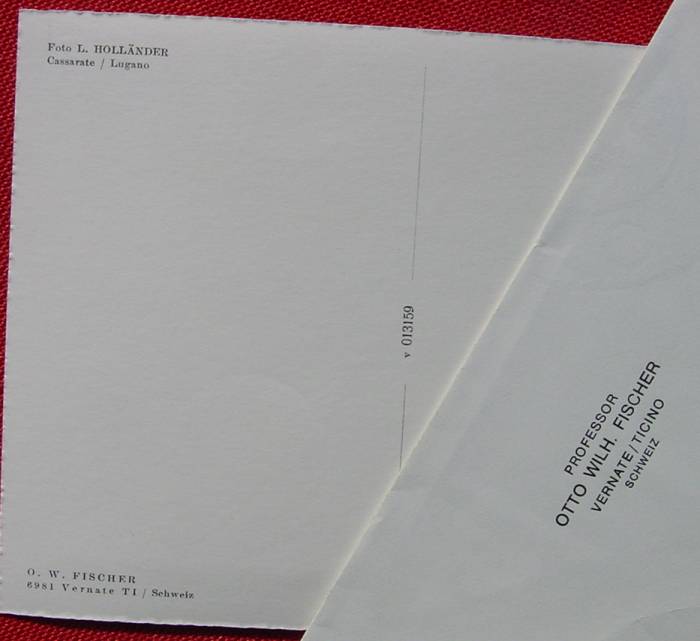 Foto L. HOLLÄNDER
Cassarate / Lugano
v 013159
O. W. FISCHER
6981 Vernate TI / Schweiz
PROFESSOR
OTTO WILH. FISCHER
VERNATE/TICINO
SCHWEIZ